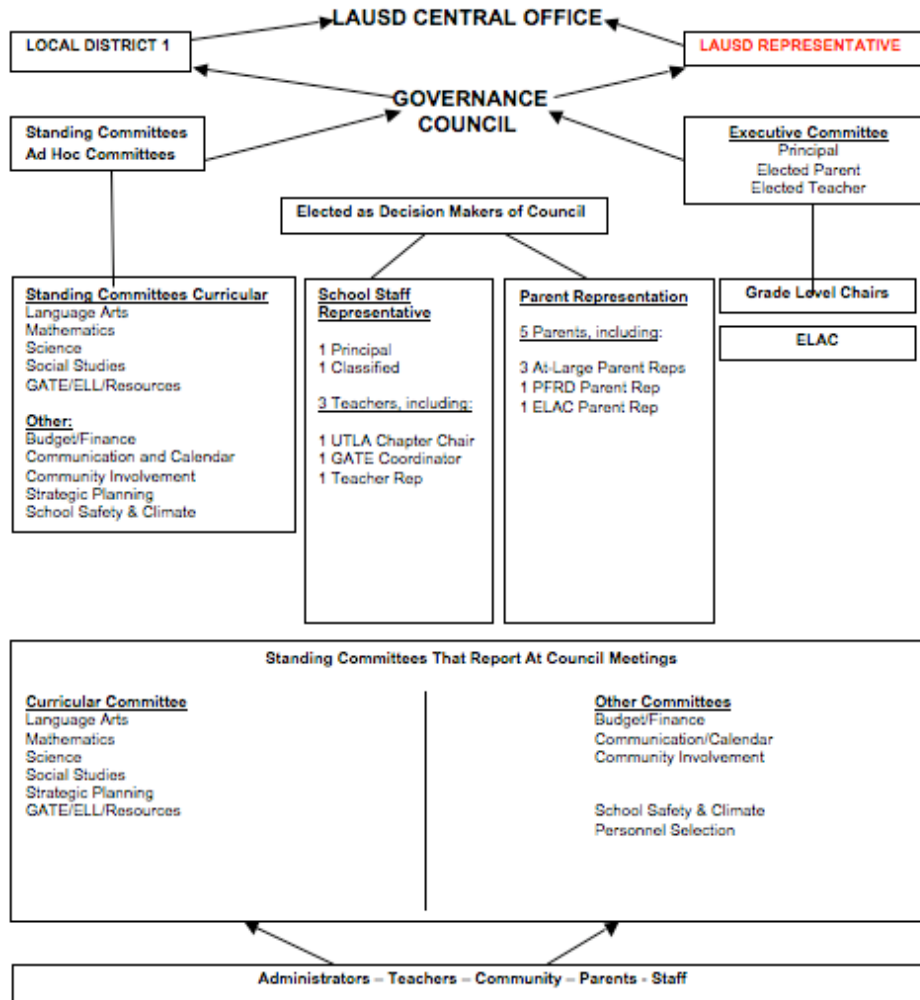 LAUSD CENTRAL OFFICE
LOCAL DISTRICT 1
LAUSD REPRESENTATIVE
GOVERNANCE
COUNCIL
Standing Committees
Ad Hoc Committees
Executive Committee
Principal
Elected Parent
Elected Teacher
Elected as Decision Makers of Council
Standing Committees Curricular
Language Arts
Mathematics
Science
Social Studies
GATE/ELL/Resources
Other:
Budget/Finance
Communication and Calendar
Community Involvement
Strategic Planning
School Safety & Climate
School Staff
Representative
1 Principal
1 Classified
3 Teachers, including:
1 UTLA Chapter Chair
1 GATE Coordinator
1 Teacher Rep
Parent Representation
5 Parents, including:
3 At-Large Parent Reps
1 PFRD Parent Rep
1 ELAC Parent Rep
Grade Level Chairs
ELAC
Standing Committees That Report At Council Meetings
Curricular Committee
Language Arts
Mathematics
Science
Social Studies
Strategic Planning
GATE/ELL/Resources
Other Committees
Budget/Finance
Communication/Calendar
Community Involvement
School Safety & Climate
Personnel Selection
Administrators – Teachers – Community – Parents - Staff